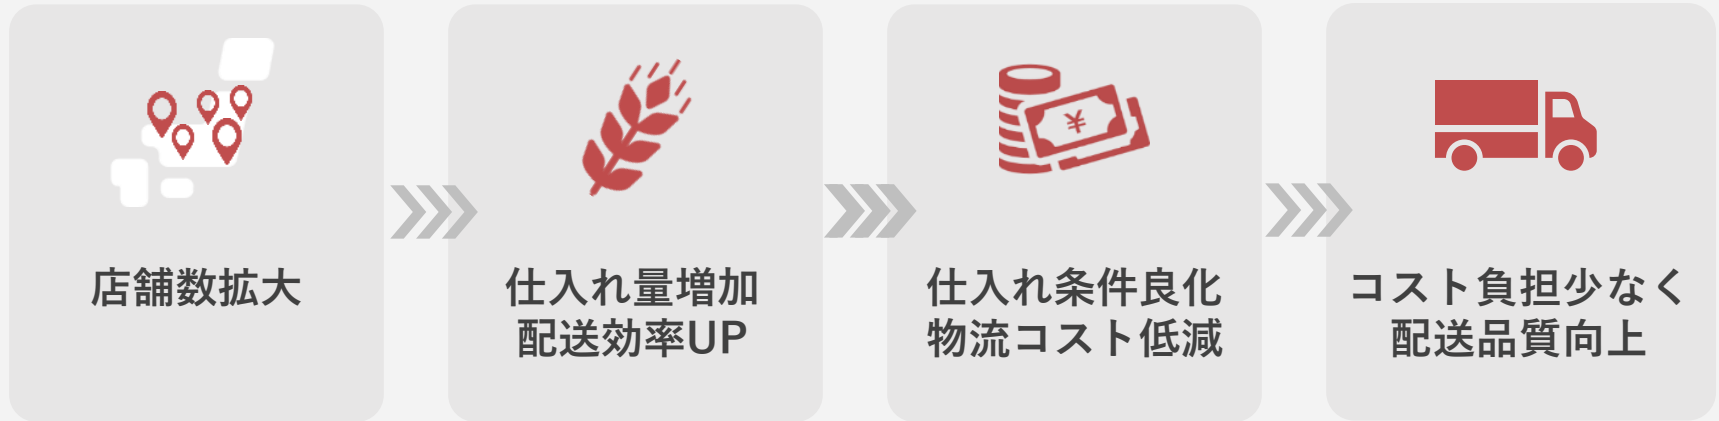 店舗数拡大
仕入れ量増加
配送効率UP
¥
仕入れ条件良化
物流コスト低減
コスト負担少なく
配送品質向上